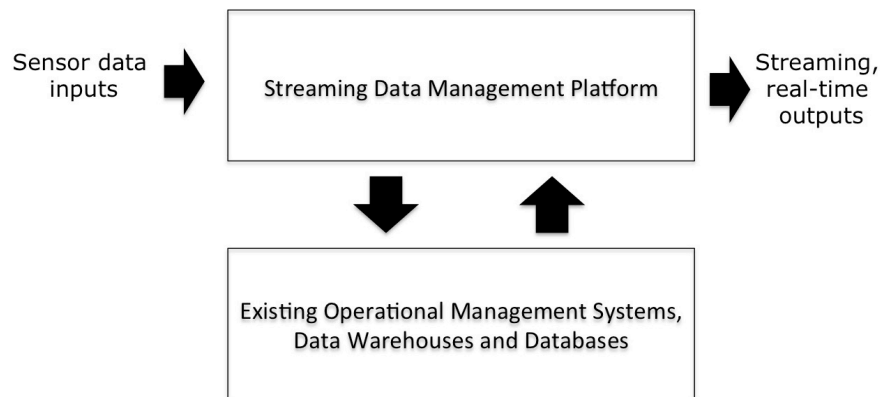 Sensor data
inputs
Streaming Data Management Platform
Streaming,
real-time
outputs
Existing Operational Management Systems,
Data Warehouses and Databases